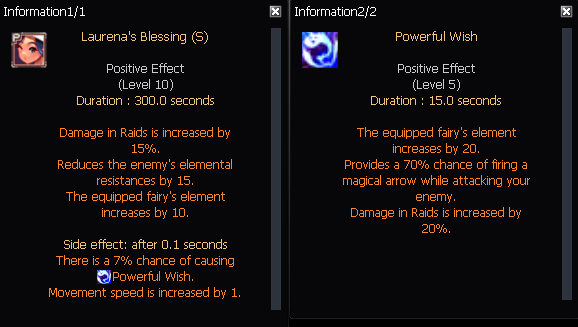 Information1/1
Laurena's Blessing (S)
P
Positive Effect
(Level 10)
Duration : 300.0 seconds
Damage in Raids is increased by
15%.
Reduces the enemy's elemental
resistances by 15.
The equipped fairy's element
increases by 10.
Side effect: after 0.1 seconds
There is a 7% chance of causing
Powerful Wish.
Movement speed is increased by 1.
Information2/2
Powerful Wish
Positive Effect
(Level 5)
Duration : 15.0 seconds
The equipped fairy's element
increases by 20.
Provides a 70% chance of firing a
magical arrow while attacking your
enemy.
Damage in Raids is increased by
20%.